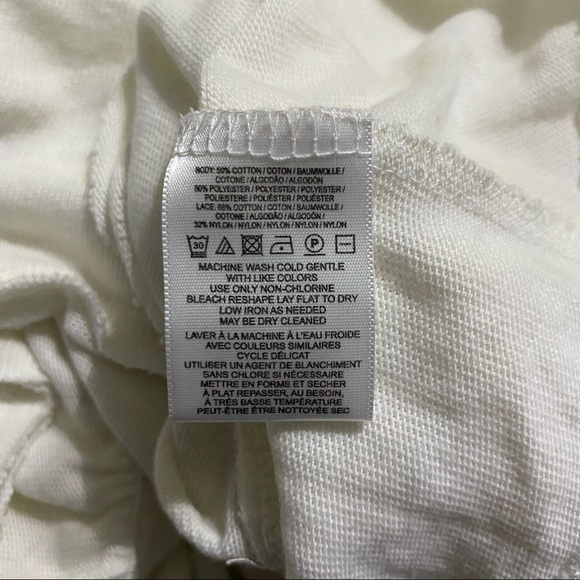 BODY: 50% COTTON / COTON / BAUMWOLLE /
COTONE / ALGODÃO / ALGODÓN
50% POLYESTER / POLYESTER / POLYESTER /
POLIESTERE / POLIÉSTER / POLIÉSTER
LACE: 68% COTTON / COTON / BAUMWOLLE /
COTONE / ALGODÃO / ALGODÓN
32% NYLON / NYLON / NYLON / NYLON / NYLON
30 P
MACHINE WASH COLD GENTLE
WITH LIKE COLORS
USE ONLY NON-CHLORINE
BLEACH RESHAPE LAY FLAT TO DRY
LOW IRON AS NEEDED
MAY BE DRY CLEANED
LAVER À LA MACHINE À L'EAU FROIDE
AVEC COULEURS SIMILAIRES
CYCLE DÉLICAT
UTILISER UN AGENT DE BLANCHIMENT
SANS CHLORE SI NÉCESSAIRE
METTRE EN FORME ET SÉCHER
À PLAT REPASSER, AU BESOIN,
À TRÈS BASSE TEMPÉRATURE
PEUT-ÊTRE ÊTRE NOTTOYÉE SEC